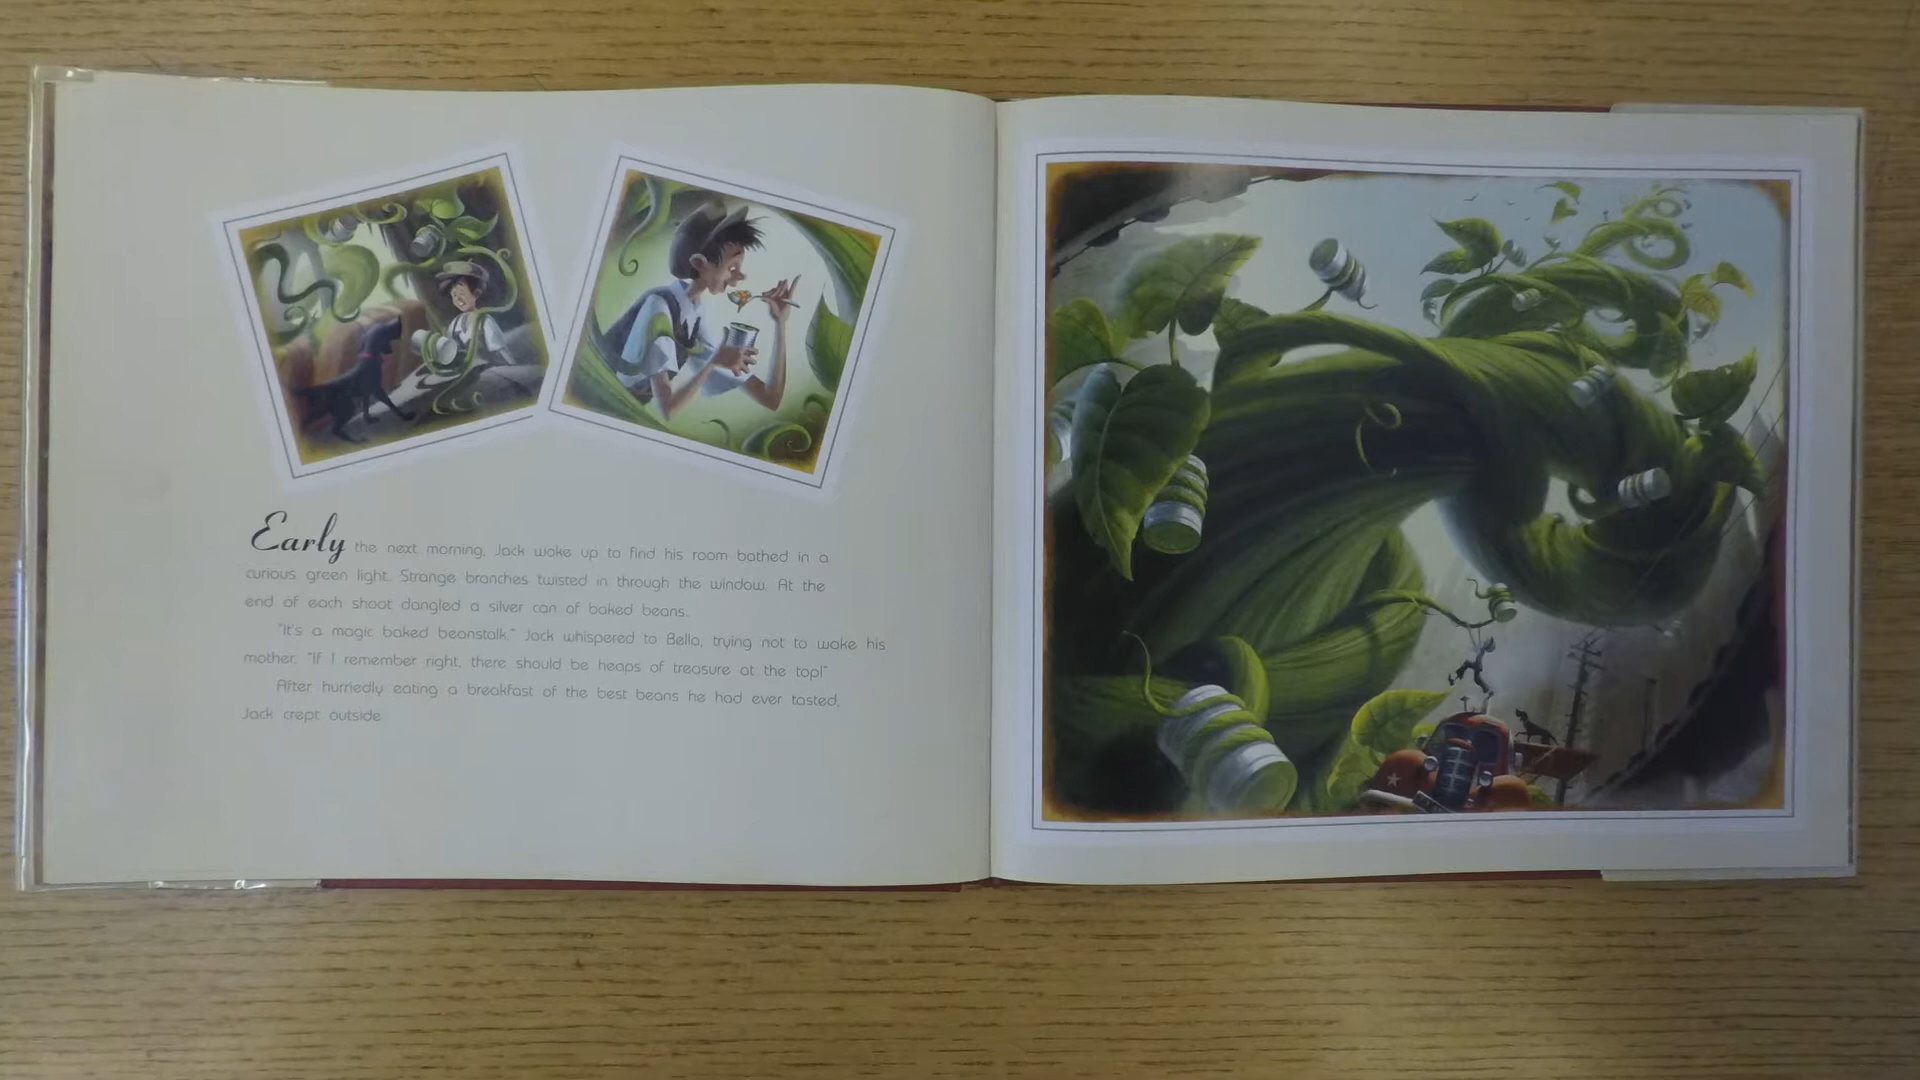 Early the next morning, Jack woke up to find his room bathed in a
curious green light. Strange branches twisted in through the window. At the
end of each shoot dangled a silver can of baked beans.
"It's a magic baked beanstalk," Jack whispered to Bella, trying not to wake his
mother. "If I remember right, there should be heaps of treasure at the top!"
After hurriedly eating a breakfast of the best beans he had ever tasted,
Jack crept outside.